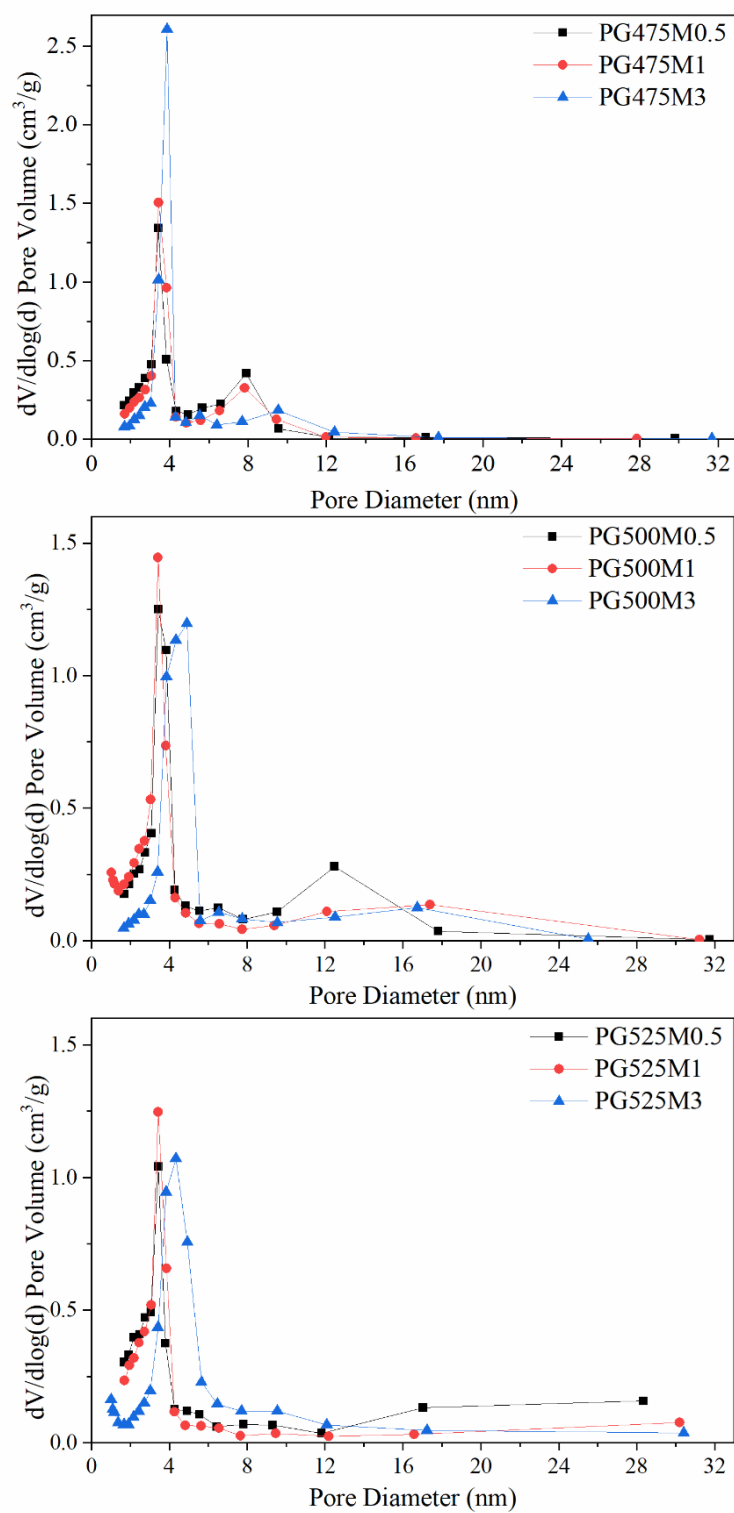 PG475M0.5
PG475M1
PG475M3
dV/dlog(d) Pore Volume (cm³/g)
2.5
2.0
1.5
1.0
0.5
0.0
0 4 8 12 16 20 24 28 32
Pore Diameter (nm)
PG500M0.5
PG500M1
PG500M3
dV/dlog(d) Pore Volume (cm³/g)
1.5
1.0
0.5
0.0
0 4 8 12 16 20 24 28 32
Pore Diameter (nm)
PG525M0.5
PG525M1
PG525M3
dV/dlog(d) Pore Volume (cm³/g)
1.5
1.0
0.5
0.0
0 4 8 12 16 20 24 28 32
Pore Diameter (nm)